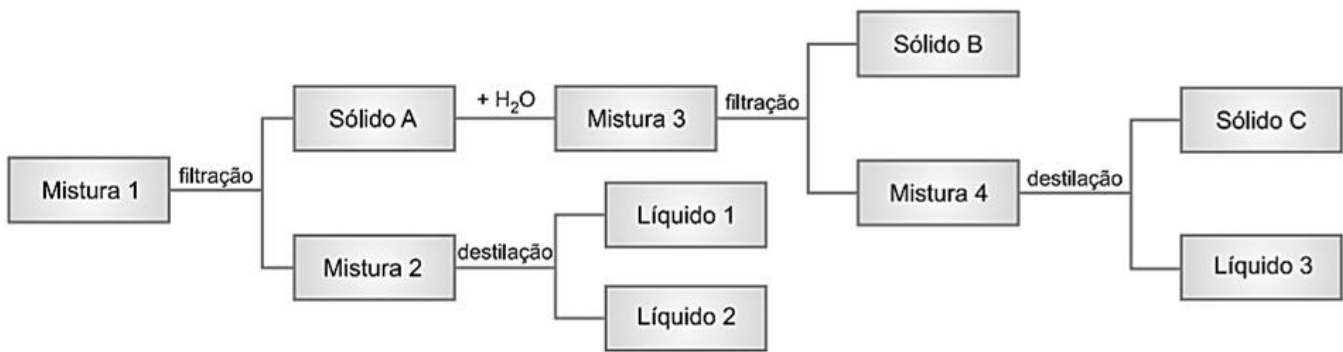 Mistura 1
filtração
Sólido A
+ H₂O
Mistura 3
filtração
Sólido B
Mistura 4
destilação
Sólido C
Líquido 3
Mistura 2
destilação
Líquido 1
Líquido 2